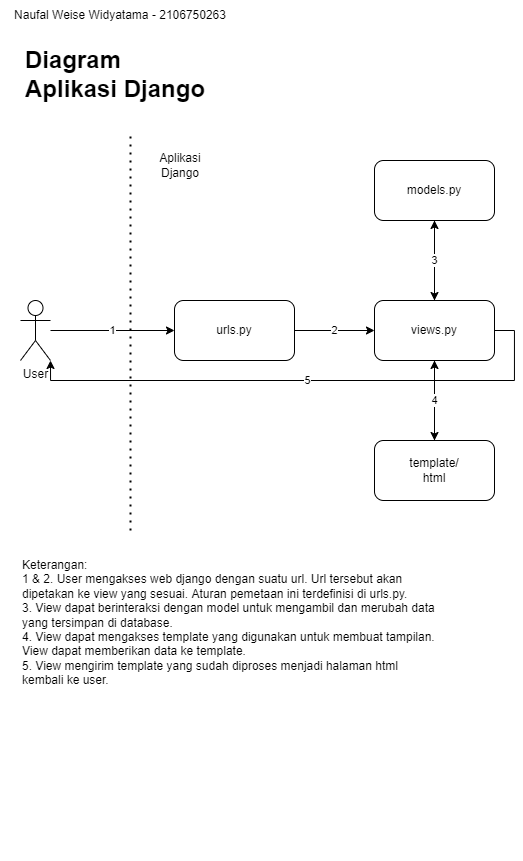 Naufal Weise Widyatama - 2106750263
Diagram
Aplikasi Django
Aplikasi
Django
models.py
3
1
urls.py
2
views.py
User
5
4
template/
html
Keterangan:
1 & 2. User mengakses web django dengan suatu url. Url tersebut akan
dipetakan ke view yang sesuai. Aturan pemetaan ini terdefinisi di urls.py.
3. View dapat berinteraksi dengan model untuk mengambil dan merubah data
yang tersimpan di database.
4. View dapat mengakses template yang digunakan untuk membuat tampilan.
View dapat memberikan data ke template.
5. View mengirim template yang sudah diproses menjadi halaman html
kembali ke user.